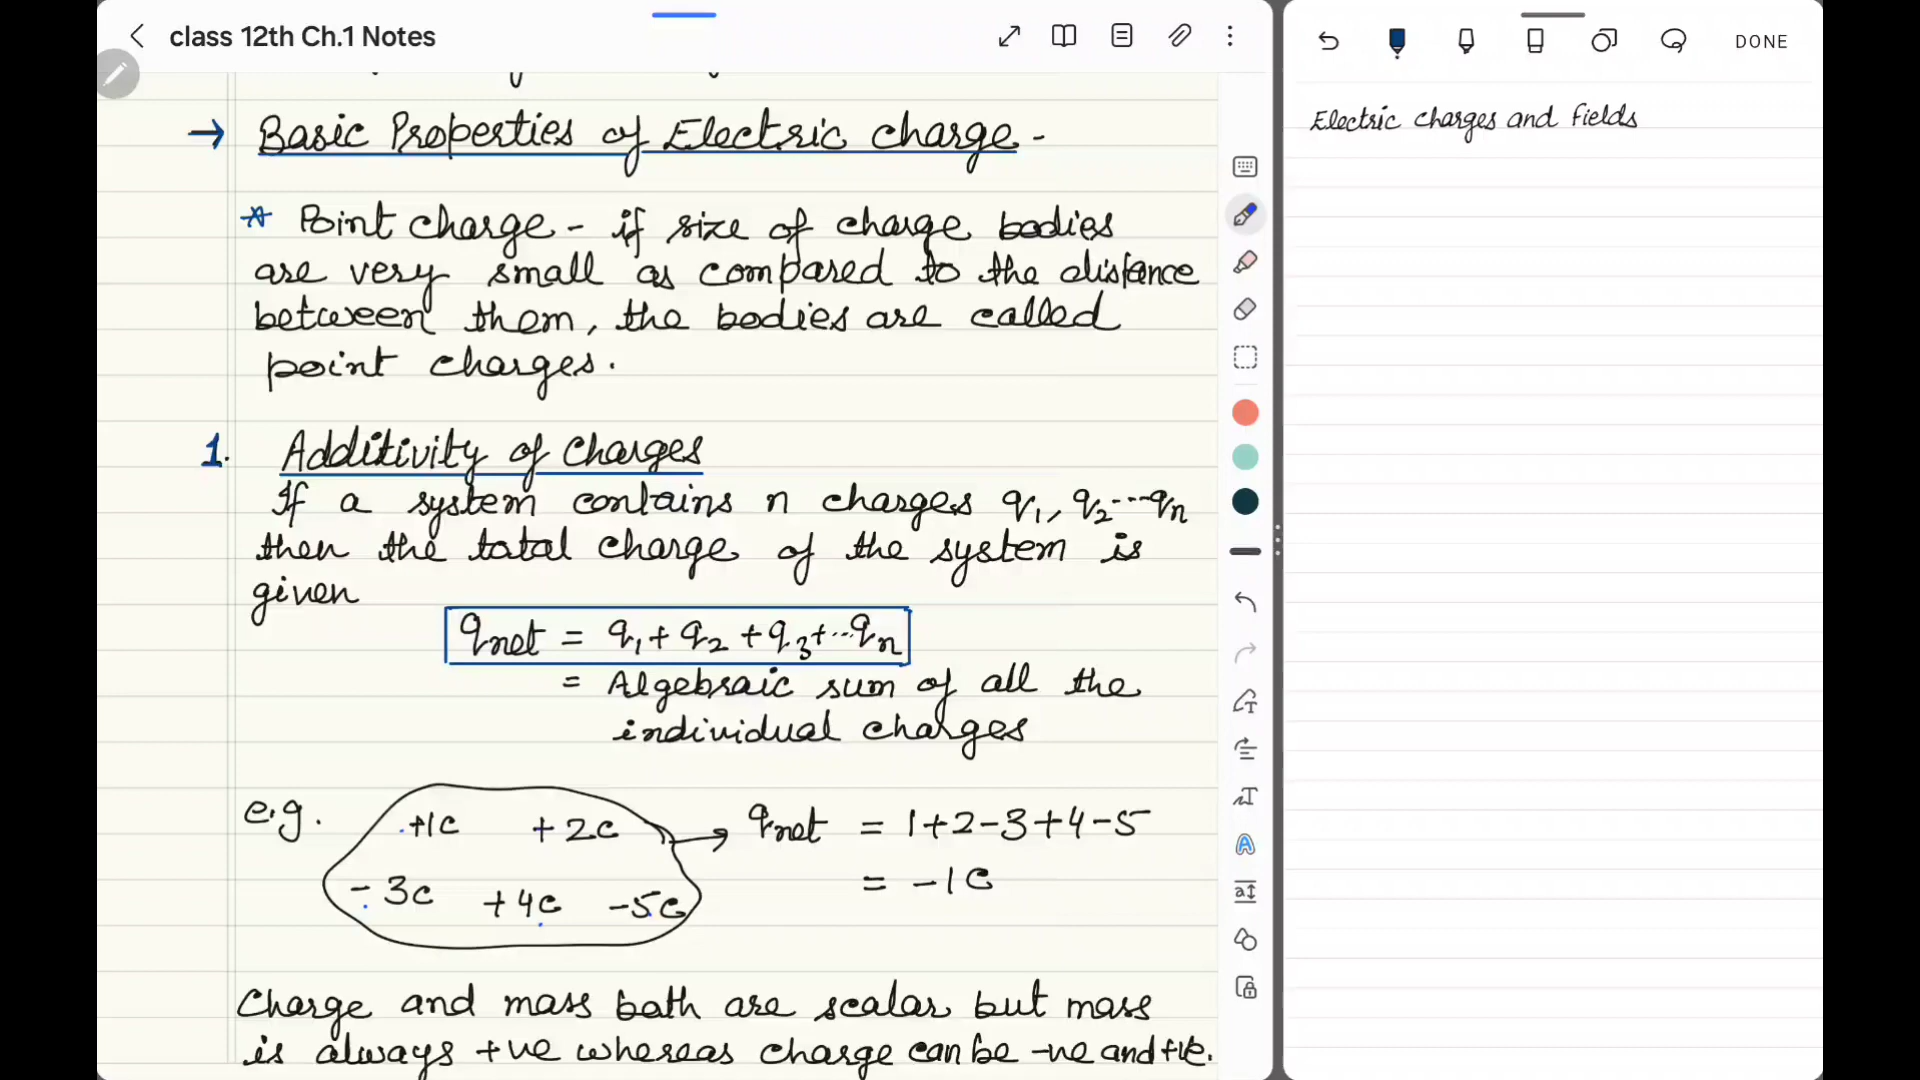 class 12th Ch.1 Notes
→ Basic Properties of Electric charge -
* Point charge - if size of charge bodies
are very small as compared to the distance
between them, the bodies are called
point charges.
1. Additivity of Charges
If a system contains n charges q1, q2---qn
then the total charge of the system is
given
qnet = q1 + q2 + q3 + ...qn
= Algebraic sum of all the
individual charges
e.g. +1c +2c → qnet = 1+2-3+4-5
-3c +4c -5c = -1C
Charge and mass both are scalar but mass
is always +ve whereas charge can be -ve and +ve.
DONE
Electric charges and fields